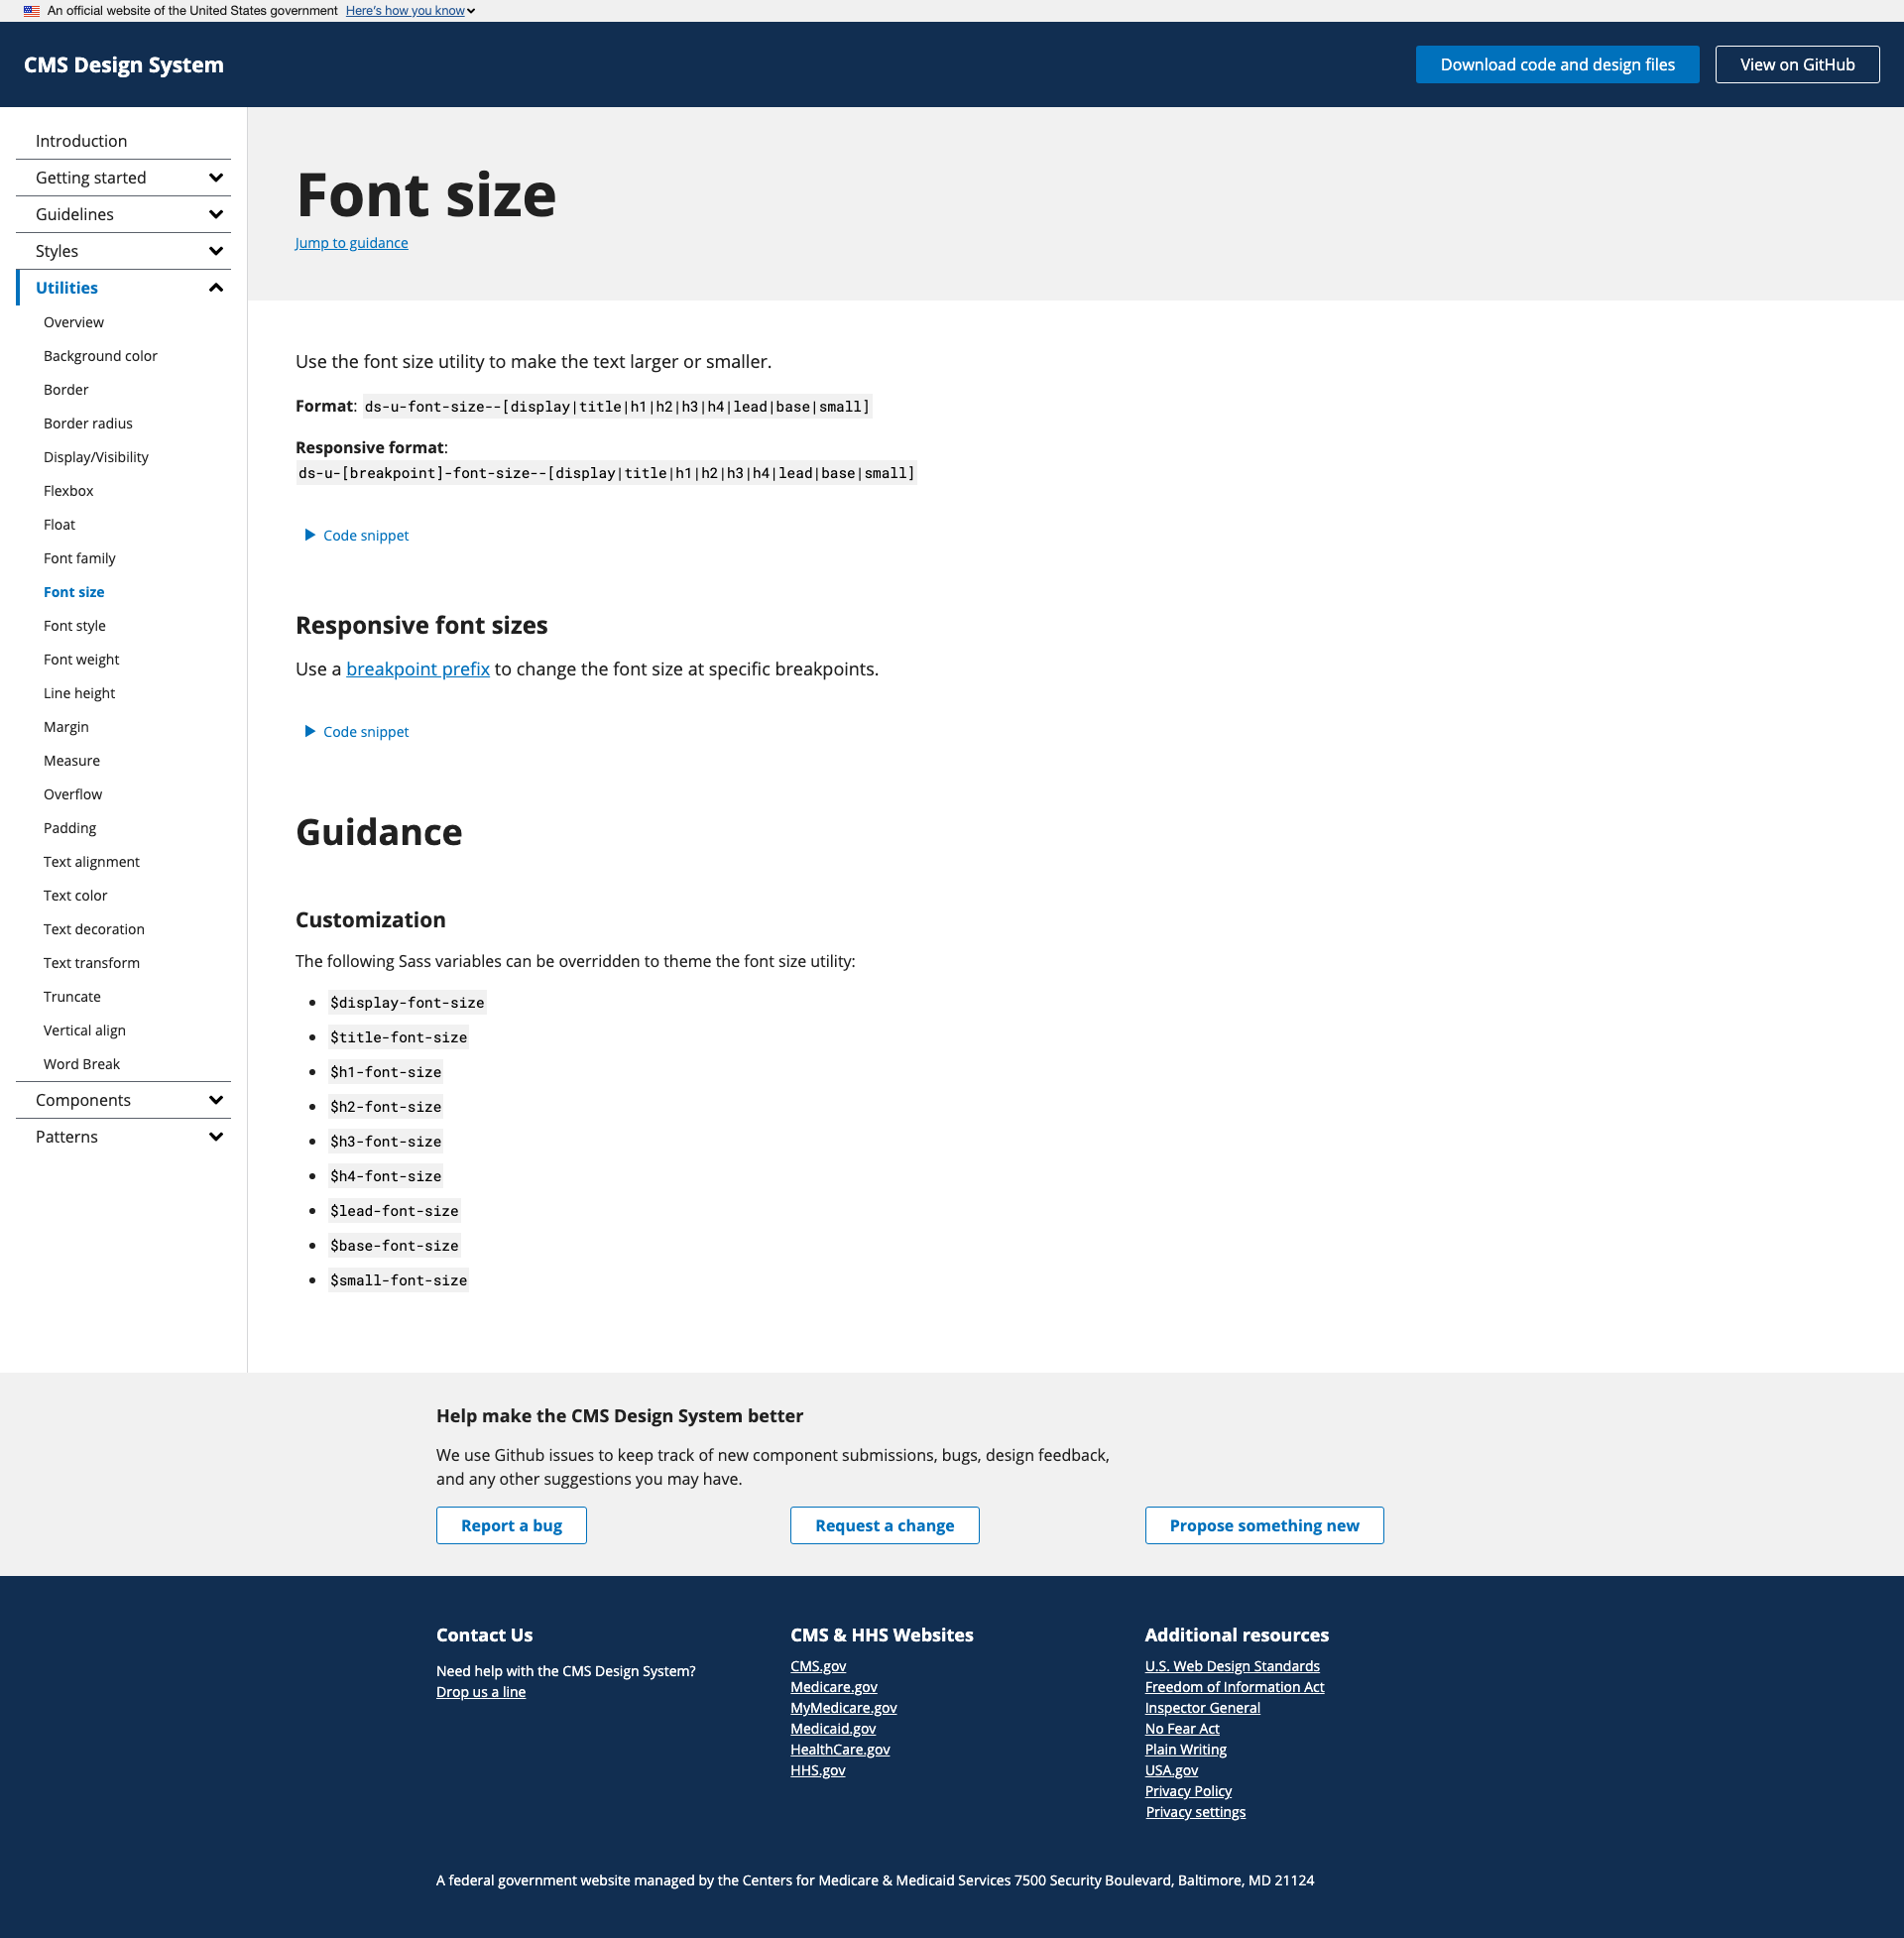 An official website of the United States government Here's how you know
CMS Design System
Download code and design files
View on GitHub
Introduction
Getting started
Guidelines
Styles
Utilities
Overview
Background color
Border
Border radius
Display/Visibility
Flexbox
Float
Font family
Font size
Font style
Font weight
Line height
Margin
Measure
Overflow
Padding
Text alignment
Text color
Text decoration
Text transform
Truncate
Vertical align
Word Break
Components
Patterns
Font size
Jump to guidance
Use the font size utility to make the text larger or smaller.
Format: ds-u-font-size--[display|title|h1|h2|h3|h4|lead|base|small]
Responsive format:
ds-u-[breakpoint]-font-size--[display|title|h1|h2|h3|h4|lead|base|small]
Code snippet
Responsive font sizes
Use a breakpoint prefix to change the font size at specific breakpoints.
Code snippet
Guidance
Customization
The following Sass variables can be overridden to theme the font size utility:
$display-font-size
$title-font-size
$h1-font-size
$h2-font-size
$h3-font-size
$h4-font-size
$lead-font-size
$base-font-size
$small-font-size
Help make the CMS Design System better
We use Github issues to keep track of new component submissions, bugs, design feedback,
and any other suggestions you may have.
Report a bug
Request a change
Propose something new
Contact Us
Need help with the CMS Design System?
Drop us a line
CMS & HHS Websites
CMS.gov
Medicare.gov
MyMedicare.gov
Medicaid.gov
HealthCare.gov
HHS.gov
Additional resources
U.S. Web Design Standards
Freedom of Information Act
Inspector General
No Fear Act
Plain Writing
USA.gov
Privacy Policy
Privacy settings
A federal government website managed by the Centers for Medicare & Medicaid Services 7500 Security Boulevard, Baltimore, MD 21124